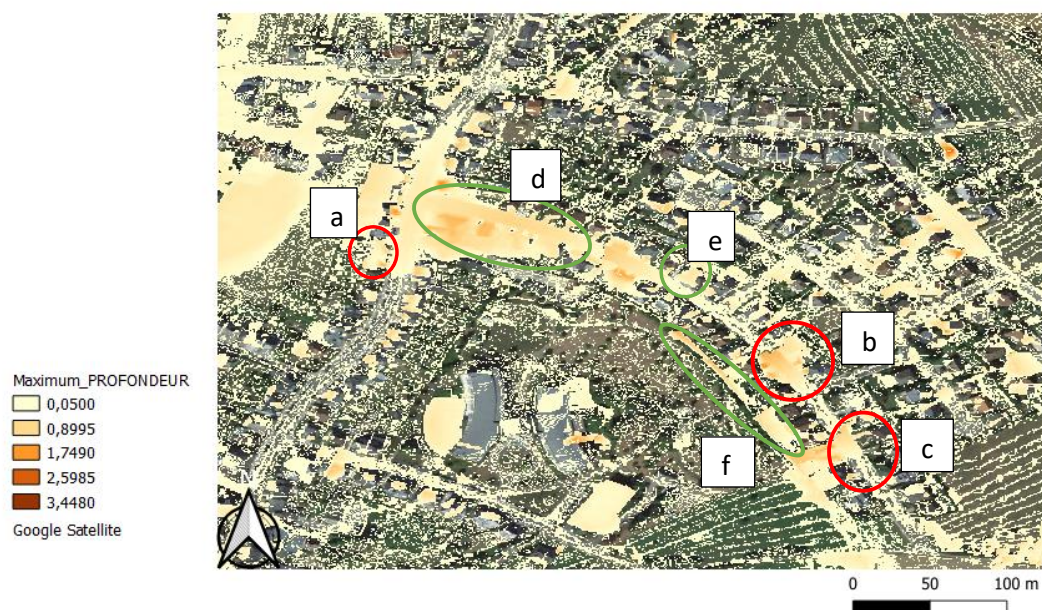 a
d
e
b
c
f
Maximum_PROFONDEUR
0,0500
0,8995
1,7490
2,5985
3,4480
Google Satellite
0 50 100 m